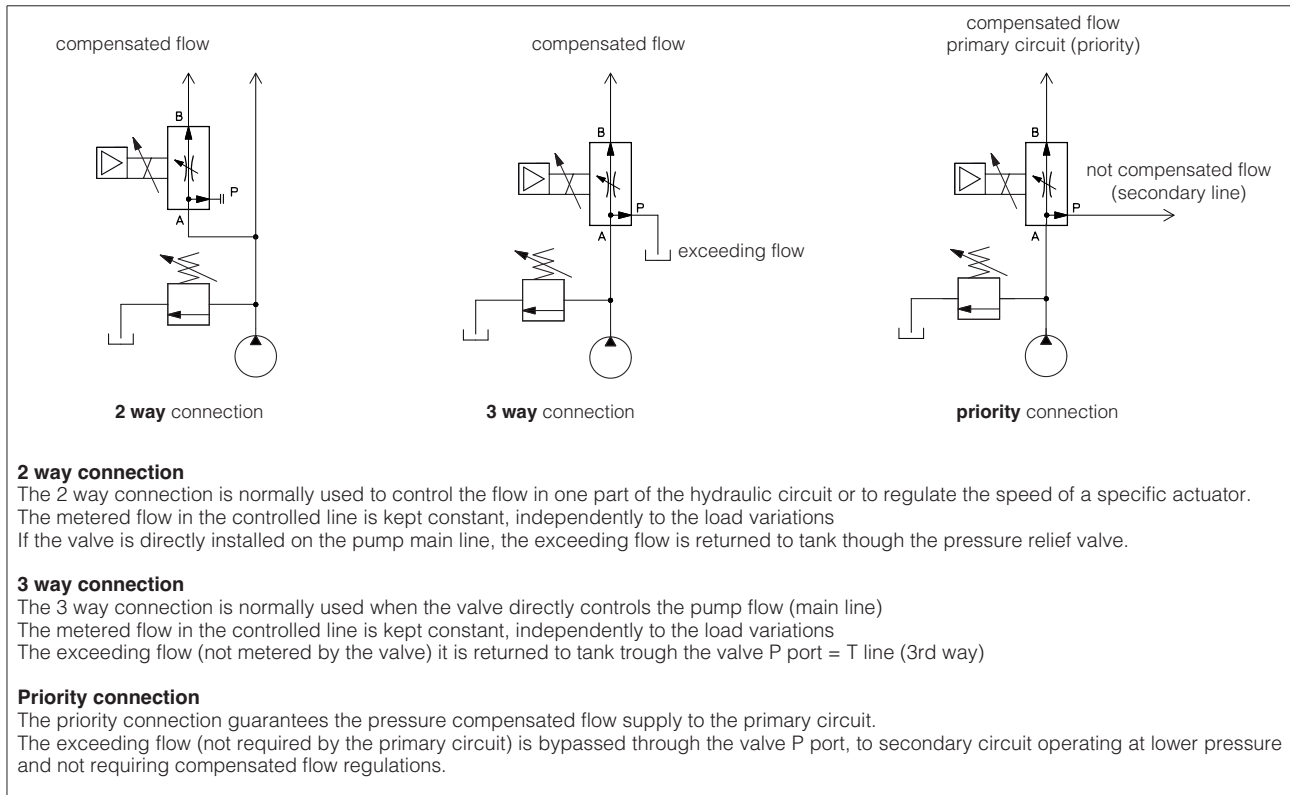 compensated flow
B
P
A
2 way connection
compensated flow
B
P
A
exceeding flow
3 way connection
compensated flow
primary circuit (priority)
B
P
A
not compensated flow
(secondary line)
priority connection
2 way connection
The 2 way connection is normally used to control the flow in one part of the hydraulic circuit or to regulate the speed of a specific actuator.
The metered flow in the controlled line is kept constant, independently to the load variations
If the valve is directly installed on the pump main line, the exceeding flow is returned to tank though the pressure relief valve.
3 way connection
The 3 way connection is normally used when the valve directly controls the pump flow (main line)
The metered flow in the controlled line is kept constant, independently to the load variations
The exceeding flow (not metered by the valve) it is returned to tank trough the valve P port = T line (3rd way)
Priority connection
The priority connection guarantees the pressure compensated flow supply to the primary circuit.
The exceeding flow (not required by the primary circuit) is bypassed through the valve P port, to secondary circuit operating at lower pressure
and not requiring compensated flow regulations.